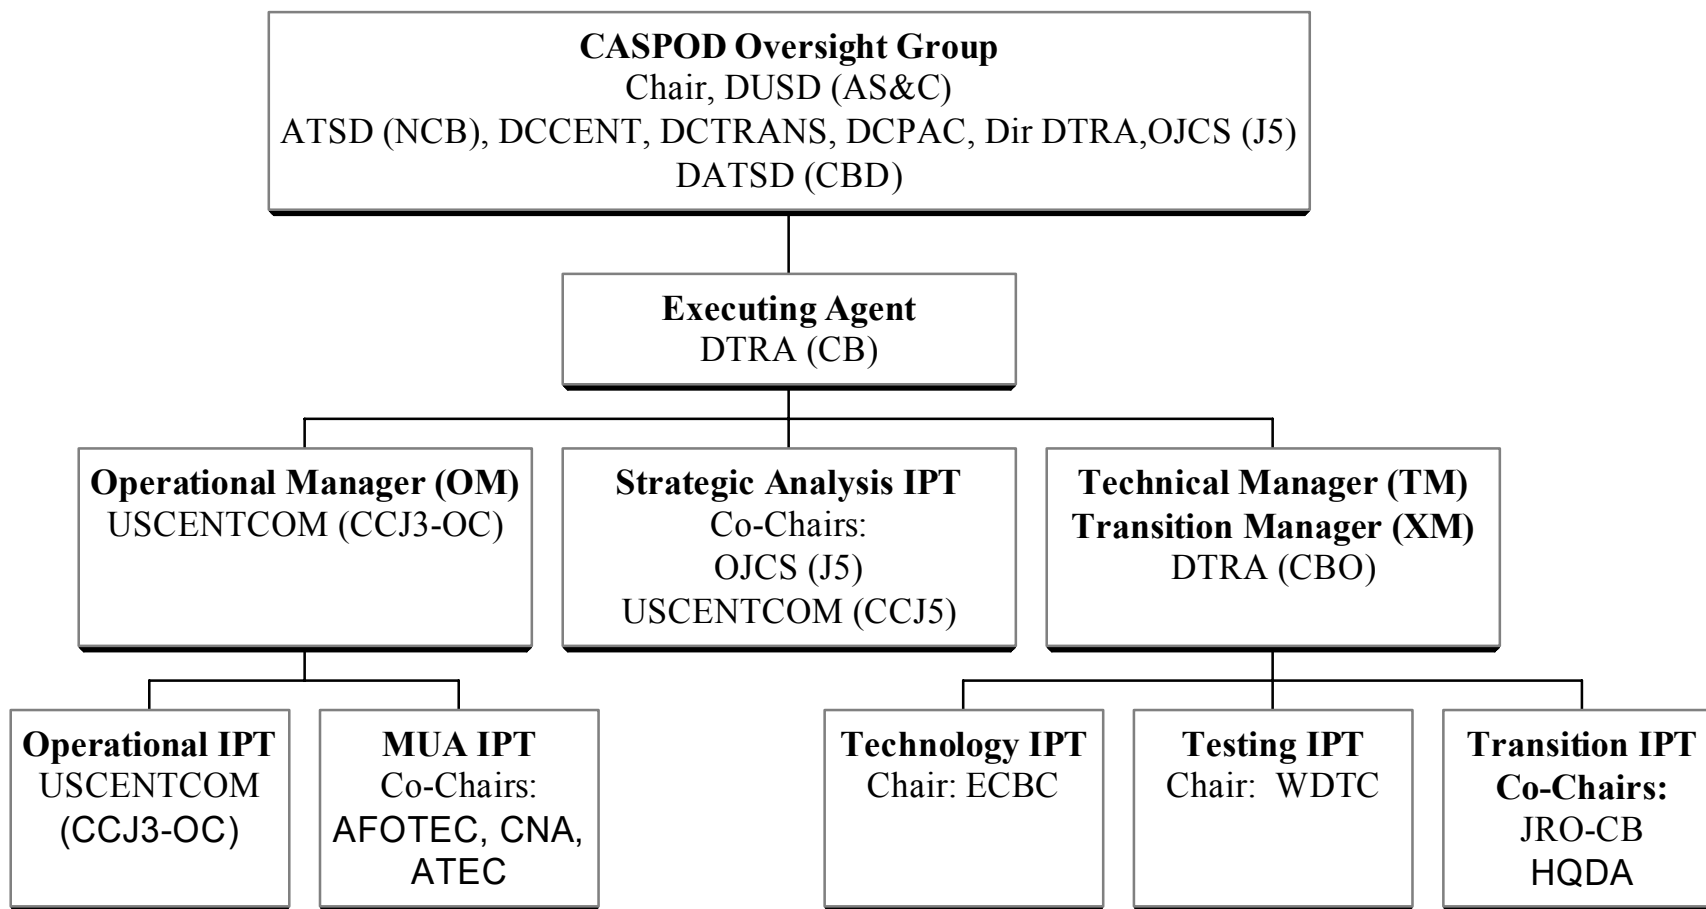 CASPOD Oversight Group
Chair, DUSD (AS&C)
ATSD (NCB), DCCENT, DCTRANS, DCPAC, Dir DTRA,OJCS (J5)
DATSD (CBD)
Executing Agent
DTRA (CB)
Operational Manager (OM)
USCENTCOM (CCJ3-OC)
Strategic Analysis IPT
Co-Chairs:
OJCS (J5)
USCENTCOM (CCJ5)
Technical Manager (TM)
Transition Manager (XM)
DTRA (CBO)
Operational IPT
USCENTCOM
(CCJ3-OC)
MUA IPT
Co-Chairs:
AFOTEC, CNA,
ATEC
Technology IPT
Chair: ECBC
Testing IPT
Chair:  WDTC
Transition IPT
Co-Chairs:
JRO-CB
HQDA